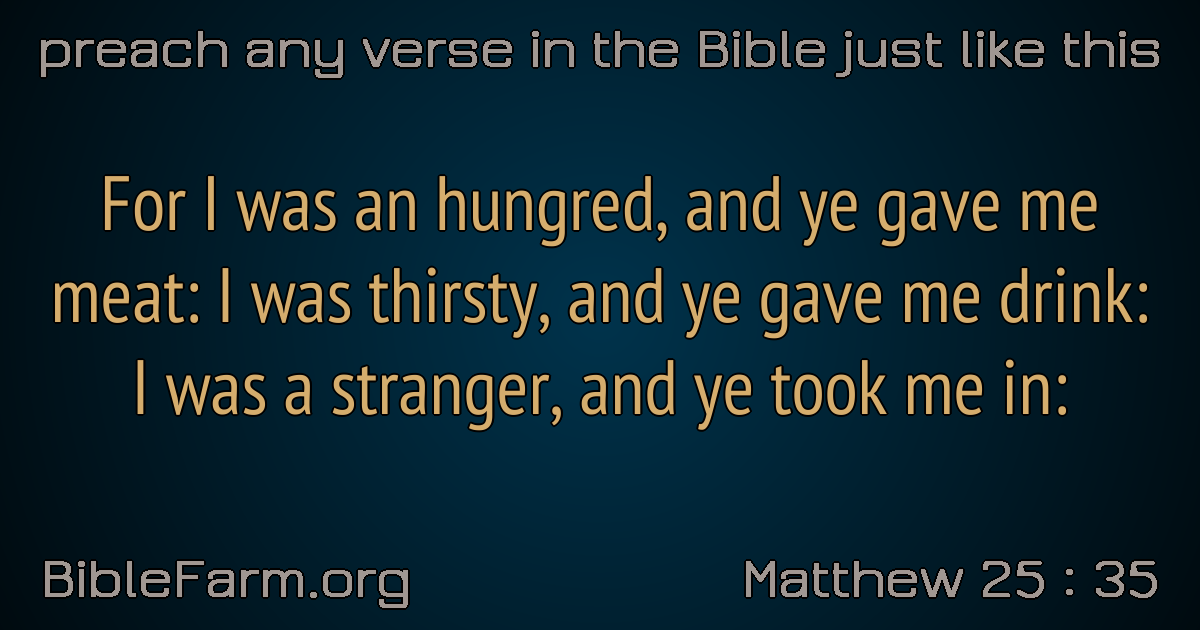 preach any verse in the Bible just like this
For I was an hungred, and ye gave me
meat: I was thirsty, and ye gave me drink:
I was a stranger, and ye took me in:
BibleFarm.org
Matthew 25 : 35